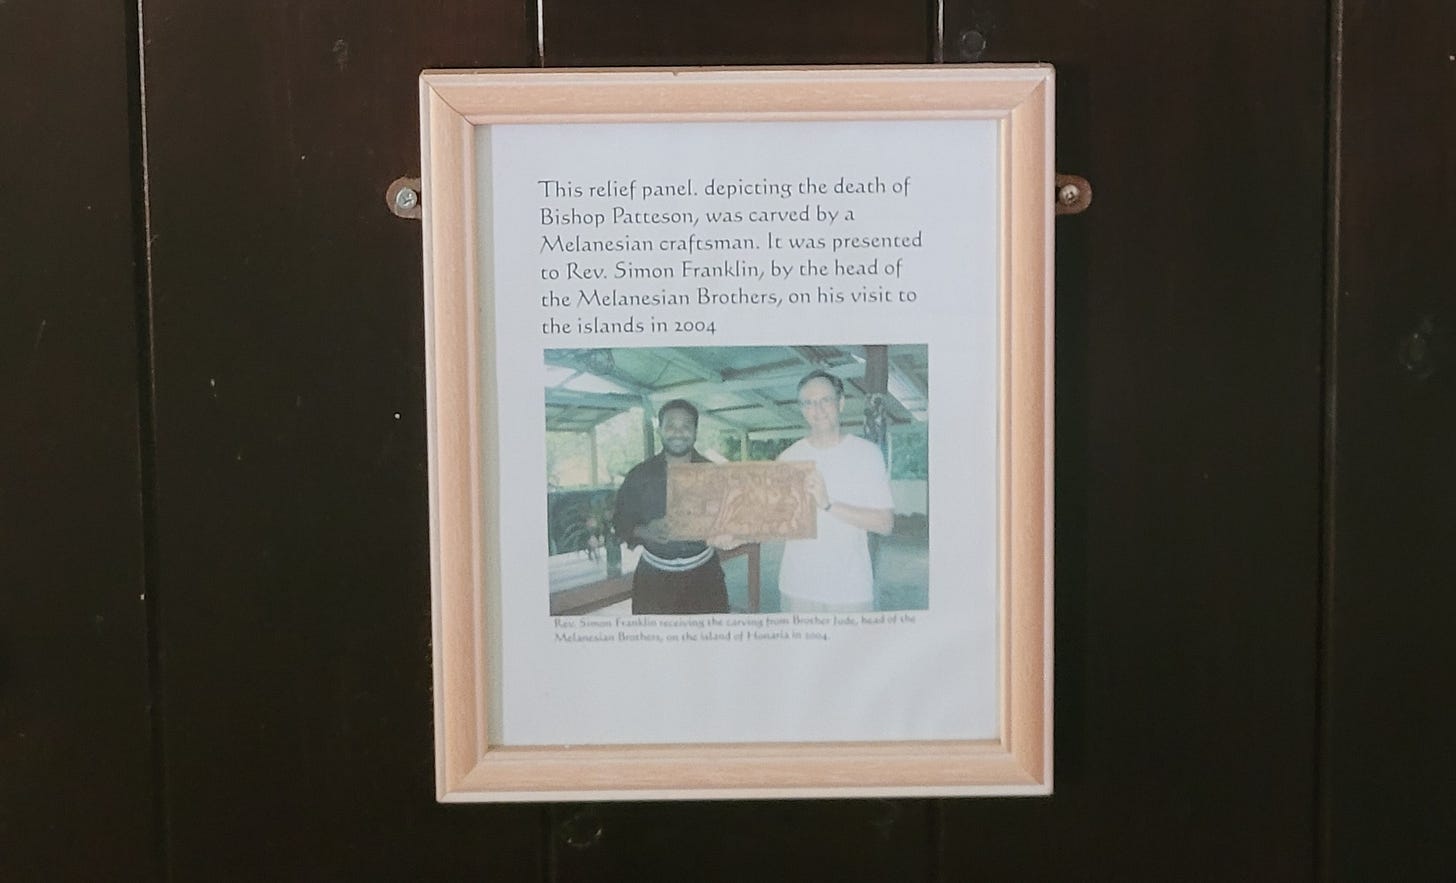 This relief panel. depicting the death of
Bishop Patteson, was carved by a
Melanesian craftsman. It was presented
to Rev. Simon Franklin, by the head of
the Melanesian Brothers, on his visit to
the islands in 2004
Rev. Simon Franklin receiving the carving from Brother Jude, head of the
Melanesian Brothers, on the island of Honaria in 2004.